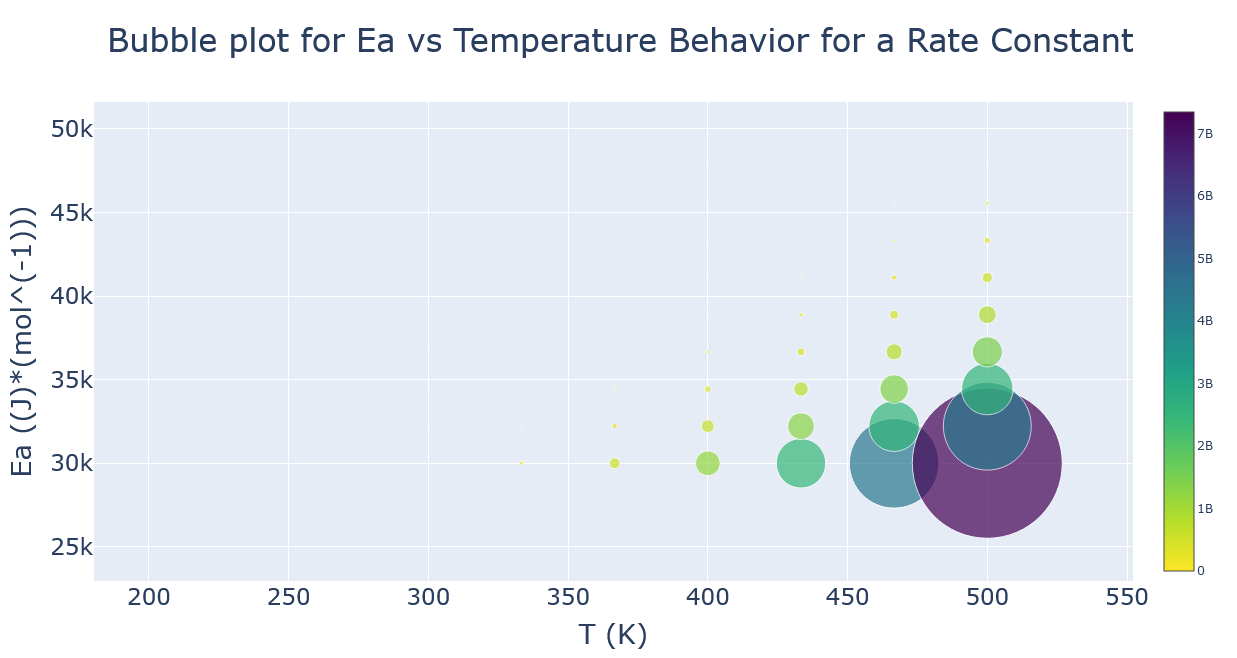 Bubble plot for Ea vs Temperature Behavior for a Rate Constant
50k
45k
40k
35k
30k
25k
Ea ((J)*(mol^(-1)))
200 250 300 350 400 450 500 550
T (K)
7B
6B
5B
4B
3B
2B
1B
0